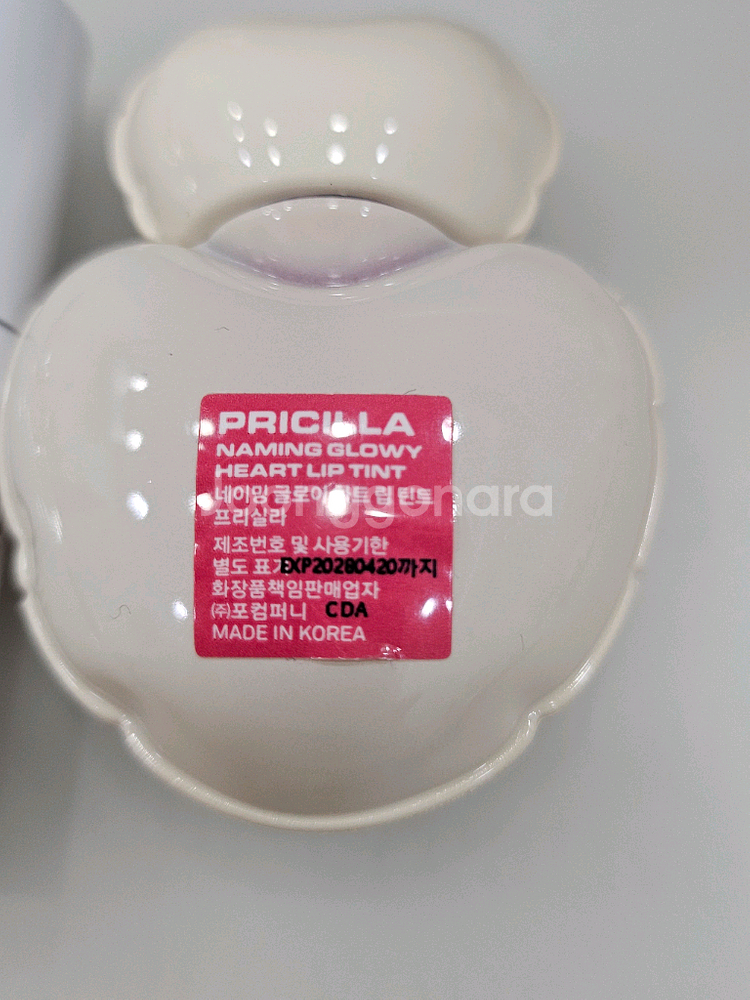 PRICILLA
NAMING GLOWY
HEART LIP TINT
네이밍 글로이 하트 립 틴트
프리실라
제조번호 및 사용기한
별도 표기 EXP20280420까지
화장품책임판매업자
㈜포컴퍼니 CDA
MADE IN KOREA
joonggonara